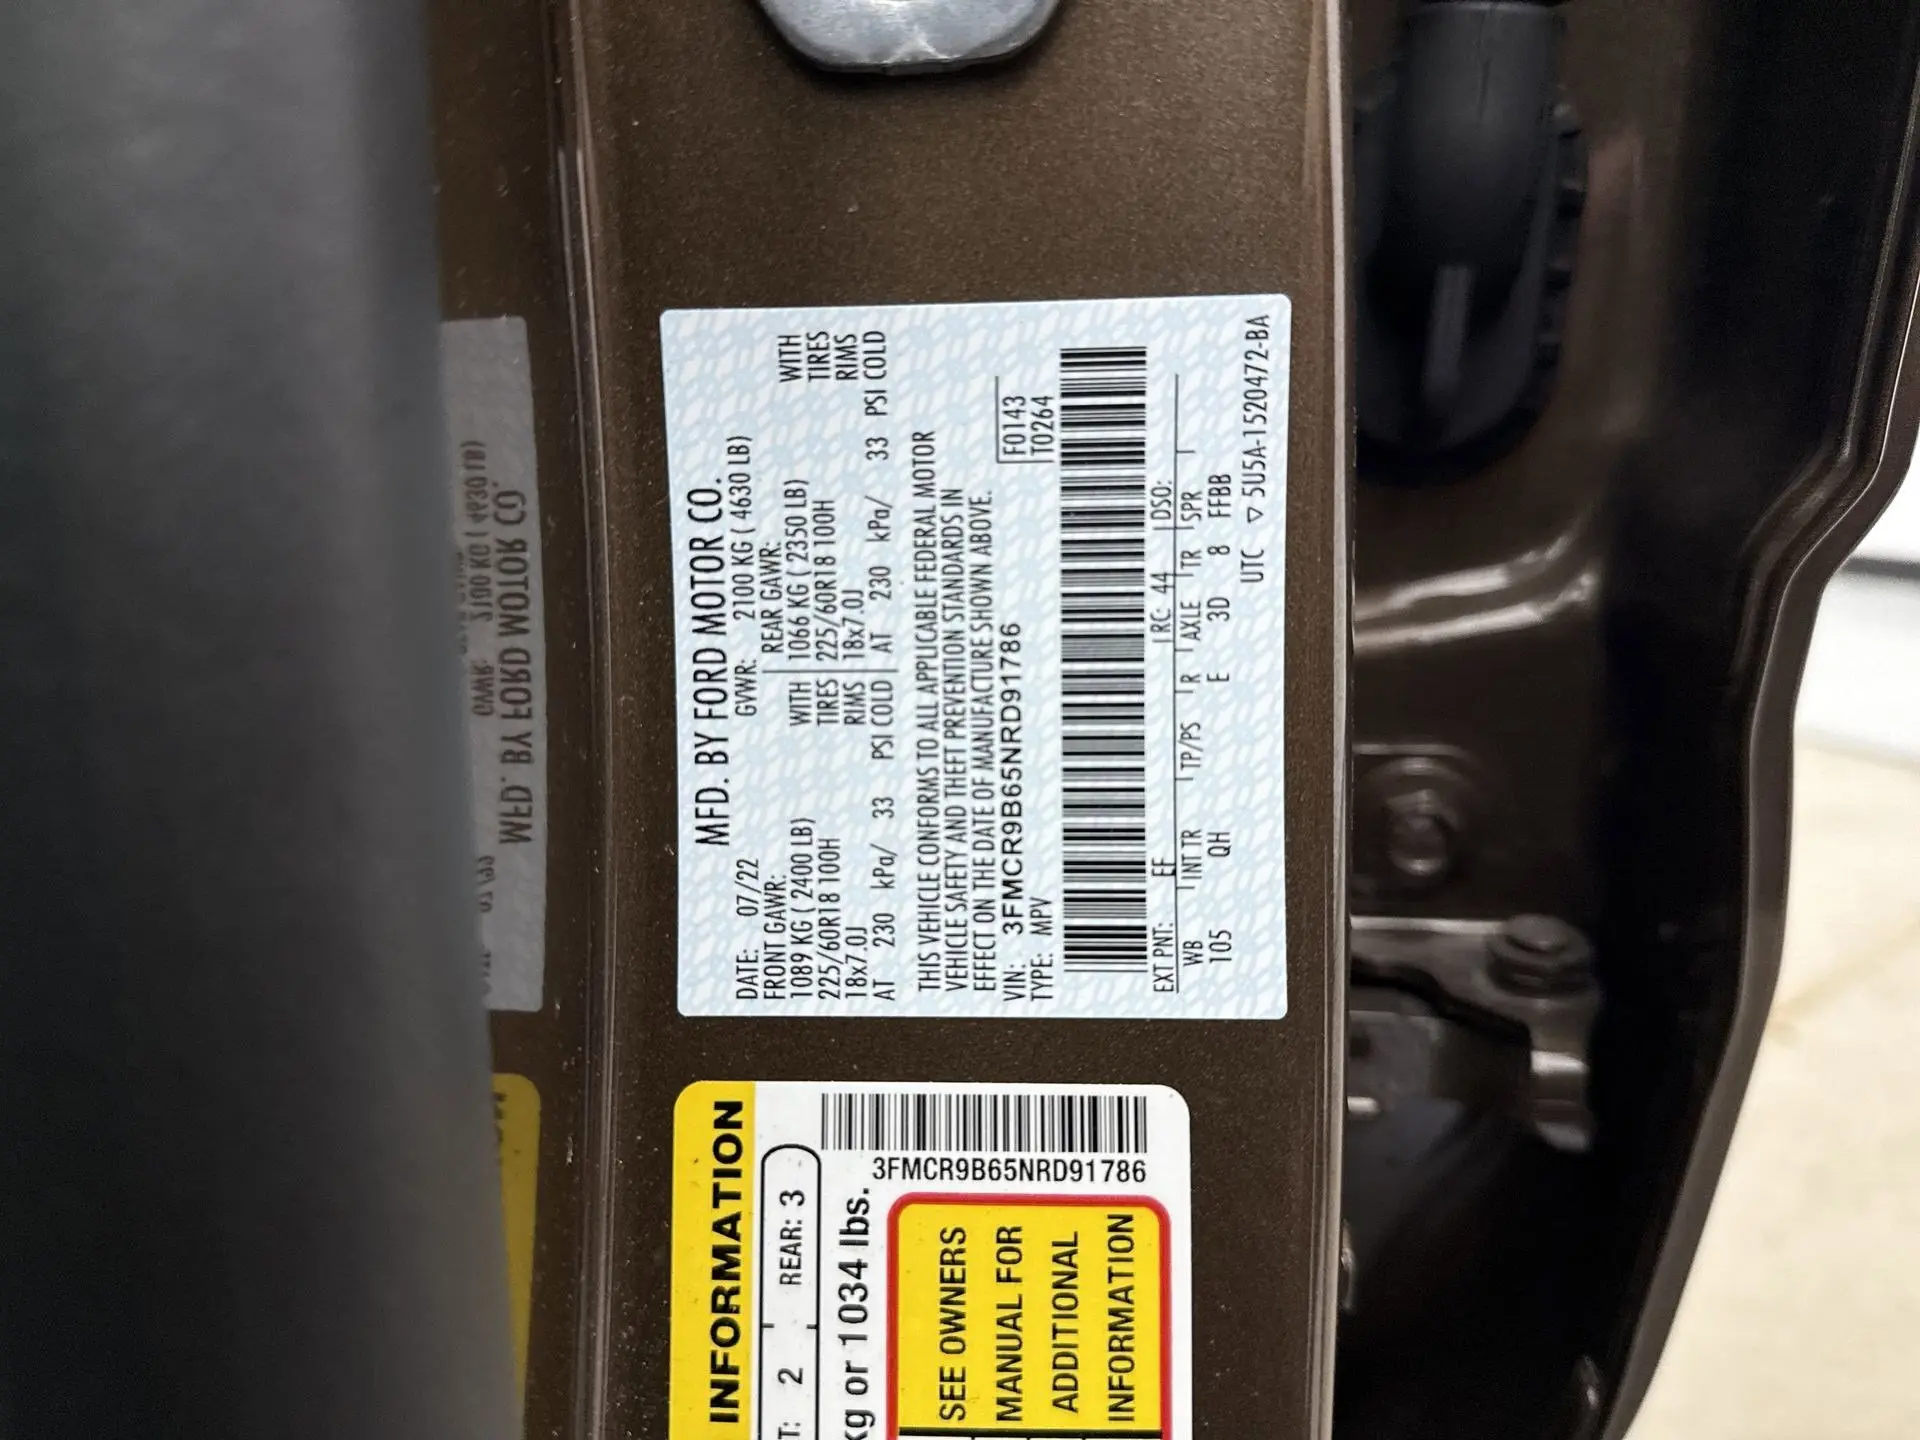 MFD. BY FORD MOTOR CO.
DATE: 07/22 GVWR: 2100 KG ( 4630 LB)
FRONT GAWR: REAR GAWR:
1089 KG ( 2400 LB) WITH 1066 KG ( 2350 LB) WITH
225/60R18 100H TIRES 225/60R18 100H TIRES
18x7.0J RIMS 18x7.0J RIMS
AT 230 kPa/ 33 PSI COLD AT 230 kPa/ 33 PSI COLD
THIS VEHICLE CONFORMS TO ALL APPLICABLE FEDERAL MOTOR
VEHICLE SAFETY AND THEFT PREVENTION STANDARDS IN
EFFECT ON THE DATE OF MANUFACTURE SHOWN ABOVE.
VIN: 3FMCR9B65NRD91786 F0143
TYPE: MPV T0264
EXT PNT: EF RC: 44 DSO:
WB INT TR TP/PS R AXLE TR SPR
105 QH E 3D 8 FFBB
UTC ▽ 5U5A-1520472-BA
INFORMATION
T: 2 REAR: 3
kg or 1034 lbs.
3FMCR9B65NRD91786
SEE OWNERS
MANUAL FOR
ADDITIONAL
INFORMATION